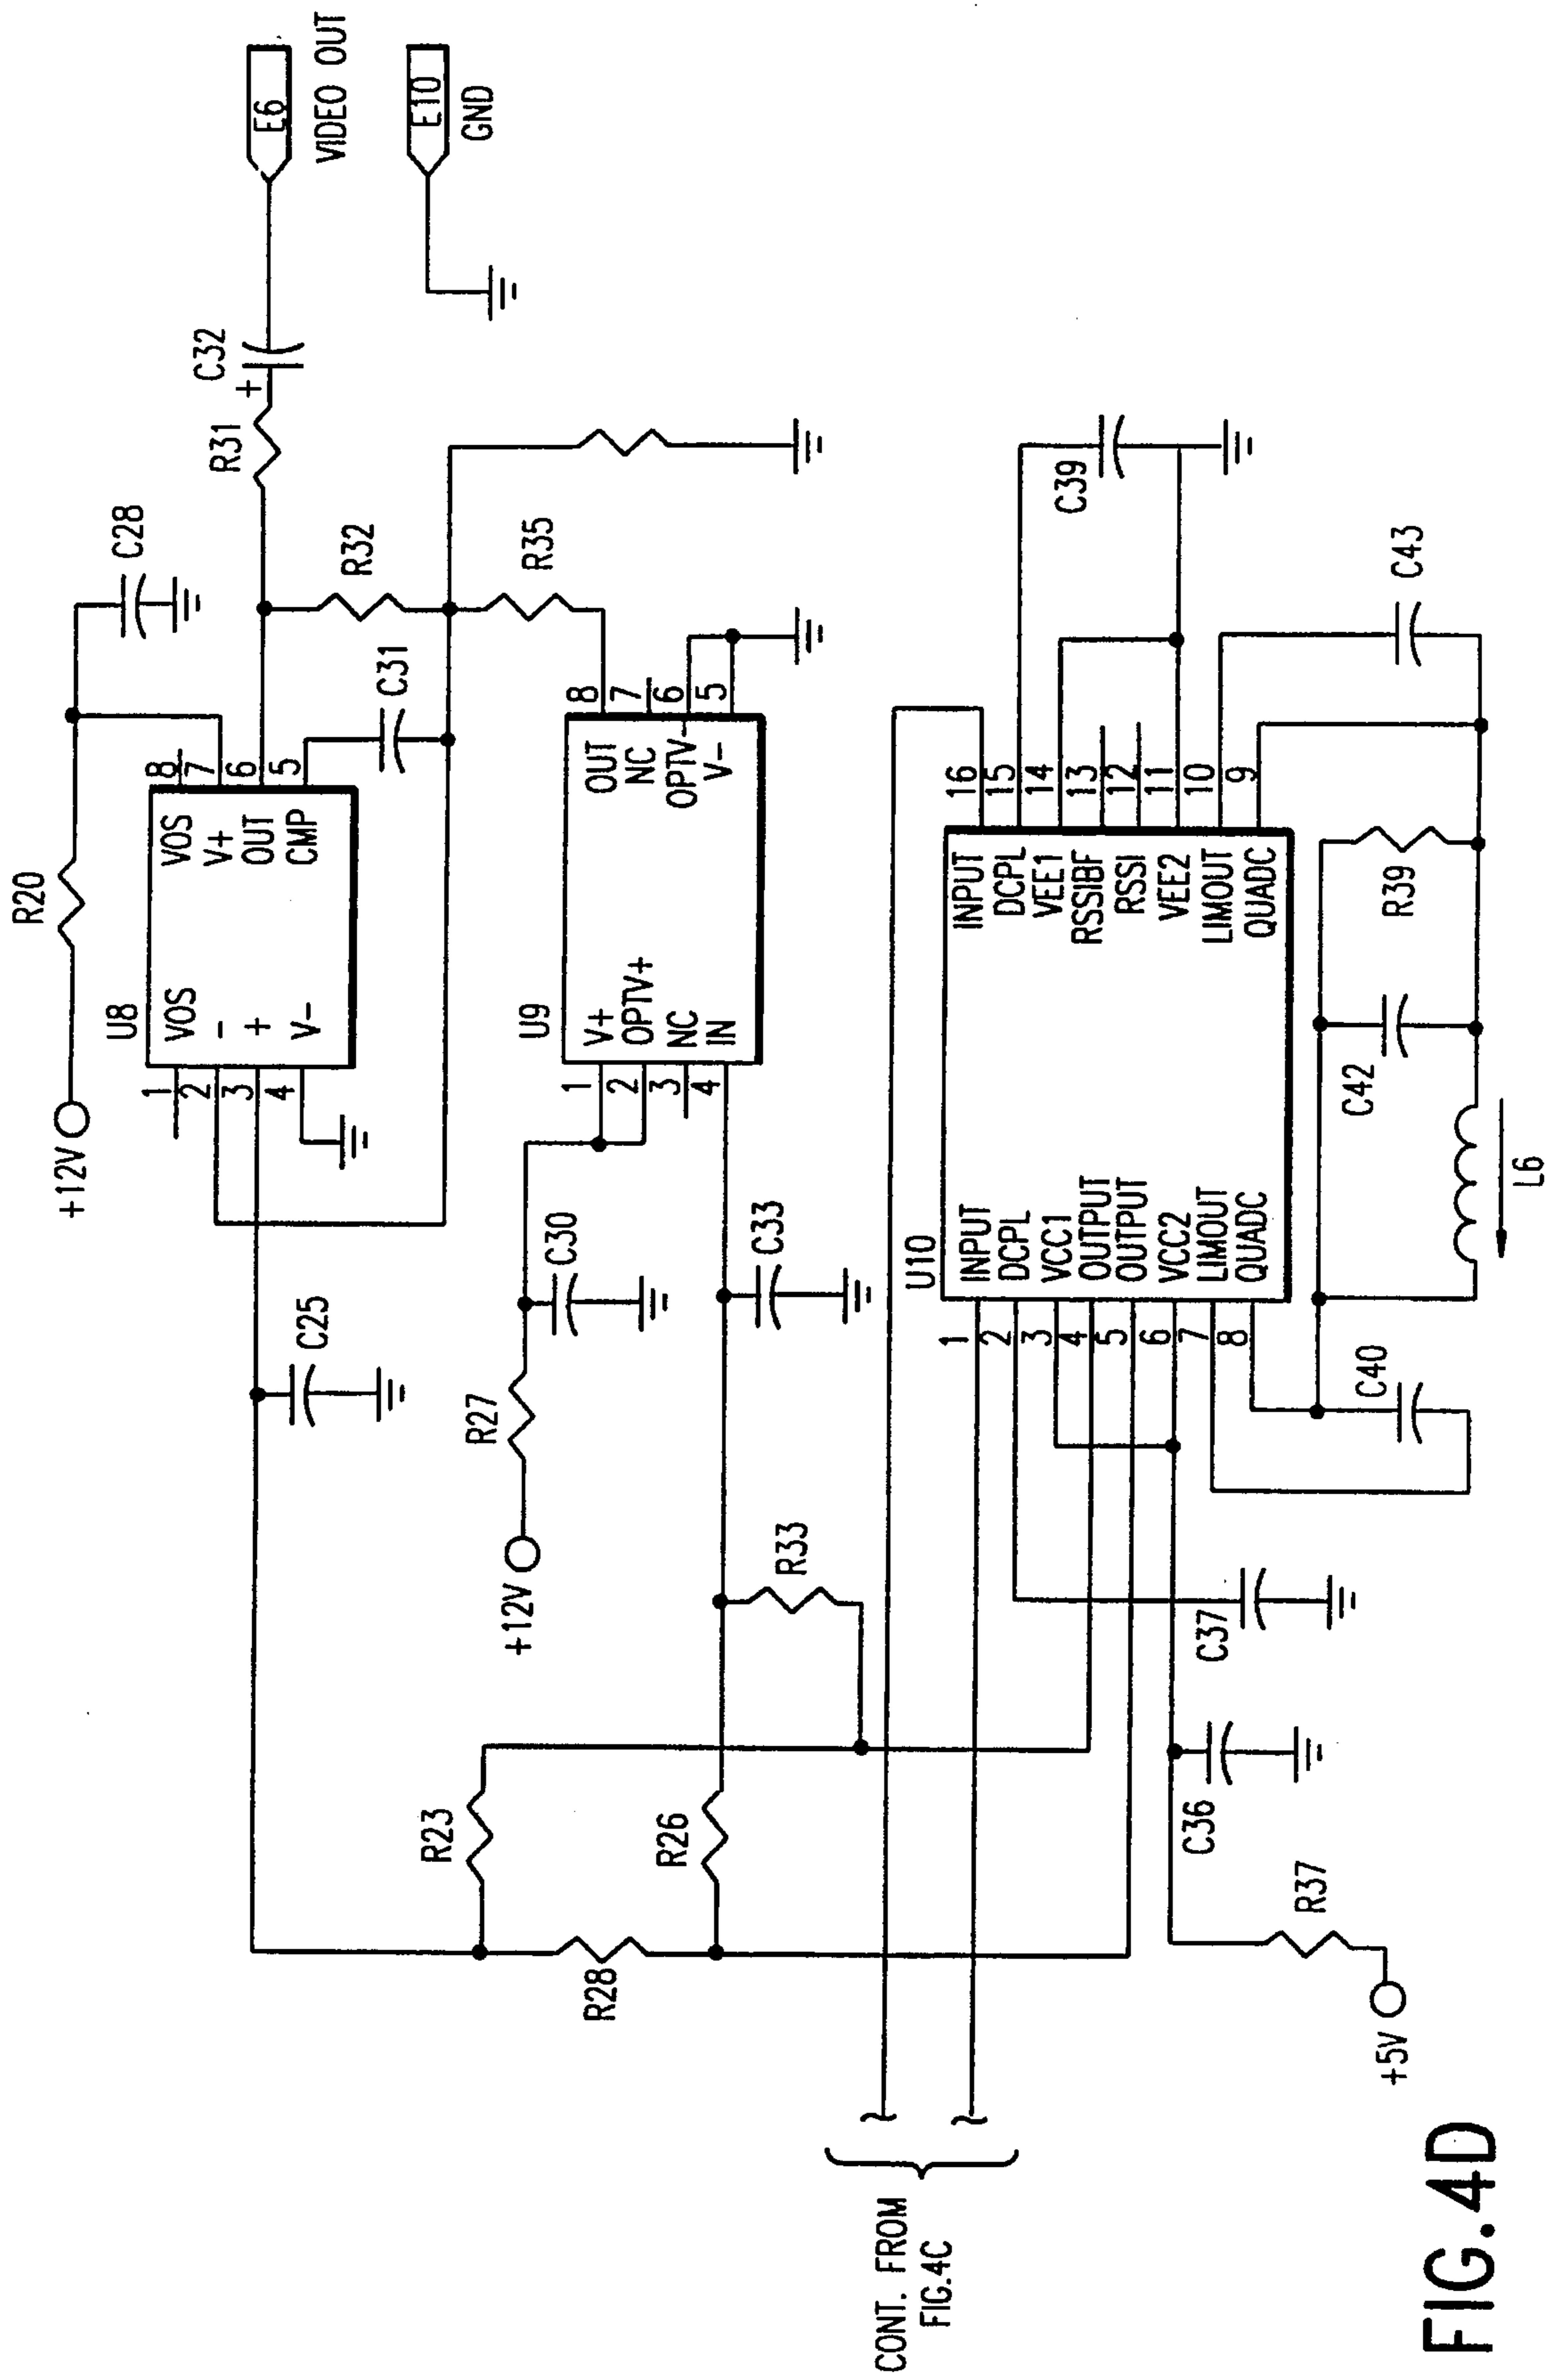 +12V
R20
C28
U8
VOS
-
+
V-
VOS
V+
OUT
CMP
1
2
3
4
8
7
6
5
C31
R31
+
C32
E6
VIDEO OUT
E10
GND
R32
R35
C25
+12V
R27
C30
U9
V+
OPTV+
NC
IN
OUT
NC
OPTV-
V-
1
2
3
4
8
7
6
5
C33
R33
R23
R28
R26
CONT. FROM
FIG.4C
U10
INPUT
DCPL
VCC1
OUTPUT
OUTPUT
VCC2
LIMOUT
QUADC
INPUT
DCPL
VEE1
RSSIBF
RSSI
VEE2
LIMOUT
QUADC
1
2
3
4
5
6
7
8
16
15
14
13
12
11
10
9
C39
C43
R39
C42
L6
C40
C37
C36
R37
+5V
FIG.4D